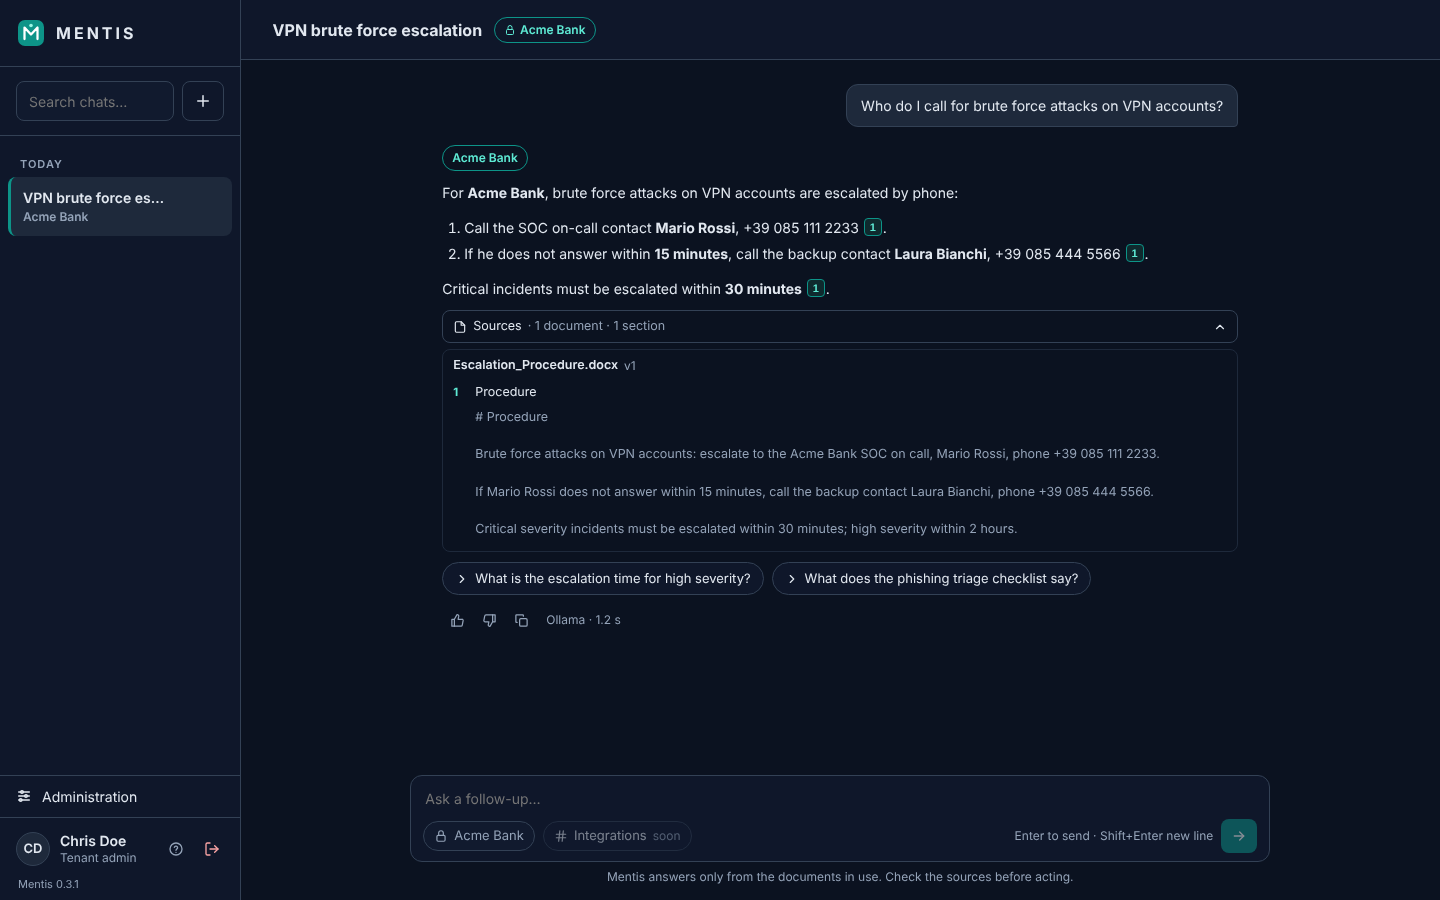 MENTIS
Search chats...
TODAY
VPN brute force es...
Acme Bank
Administration
CD
Chris Doe
Tenant admin
Mentis 0.3.1
VPN brute force escalation
Acme Bank
Who do I call for brute force attacks on VPN accounts?
Acme Bank
For Acme Bank, brute force attacks on VPN accounts are escalated by phone:
1. Call the SOC on-call contact Mario Rossi, +39 085 111 2233 1.
2. If he does not answer within 15 minutes, call the backup contact Laura Bianchi, +39 085 444 5566 1.
Critical incidents must be escalated within 30 minutes 1.
Sources · 1 document · 1 section
Escalation_Procedure.docx v1
1 Procedure
# Procedure
Brute force attacks on VPN accounts: escalate to the Acme Bank SOC on call, Mario Rossi, phone +39 085 111 2233.
If Mario Rossi does not answer within 15 minutes, call the backup contact Laura Bianchi, phone +39 085 444 5566.
Critical severity incidents must be escalated within 30 minutes; high severity within 2 hours.
What is the escalation time for high severity?
What does the phishing triage checklist say?
Ollama · 1.2 s
Ask a follow-up...
Acme Bank
Integrations soon
Enter to send · Shift+Enter new line
Mentis answers only from the documents in use. Check the sources before acting.